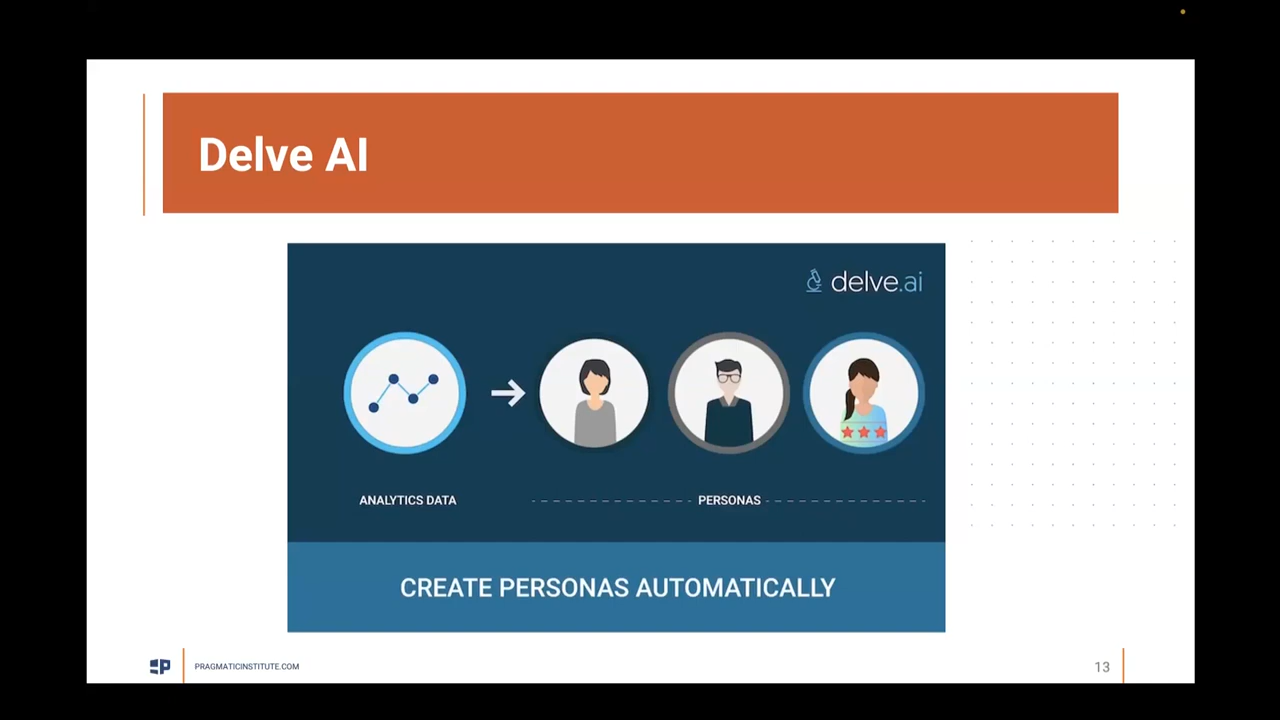 Delve AI
delve.ai
ANALYTICS DATA
PERSONAS
CREATE PERSONAS AUTOMATICALLY
PRAGMATICINSTITUTE.COM
13